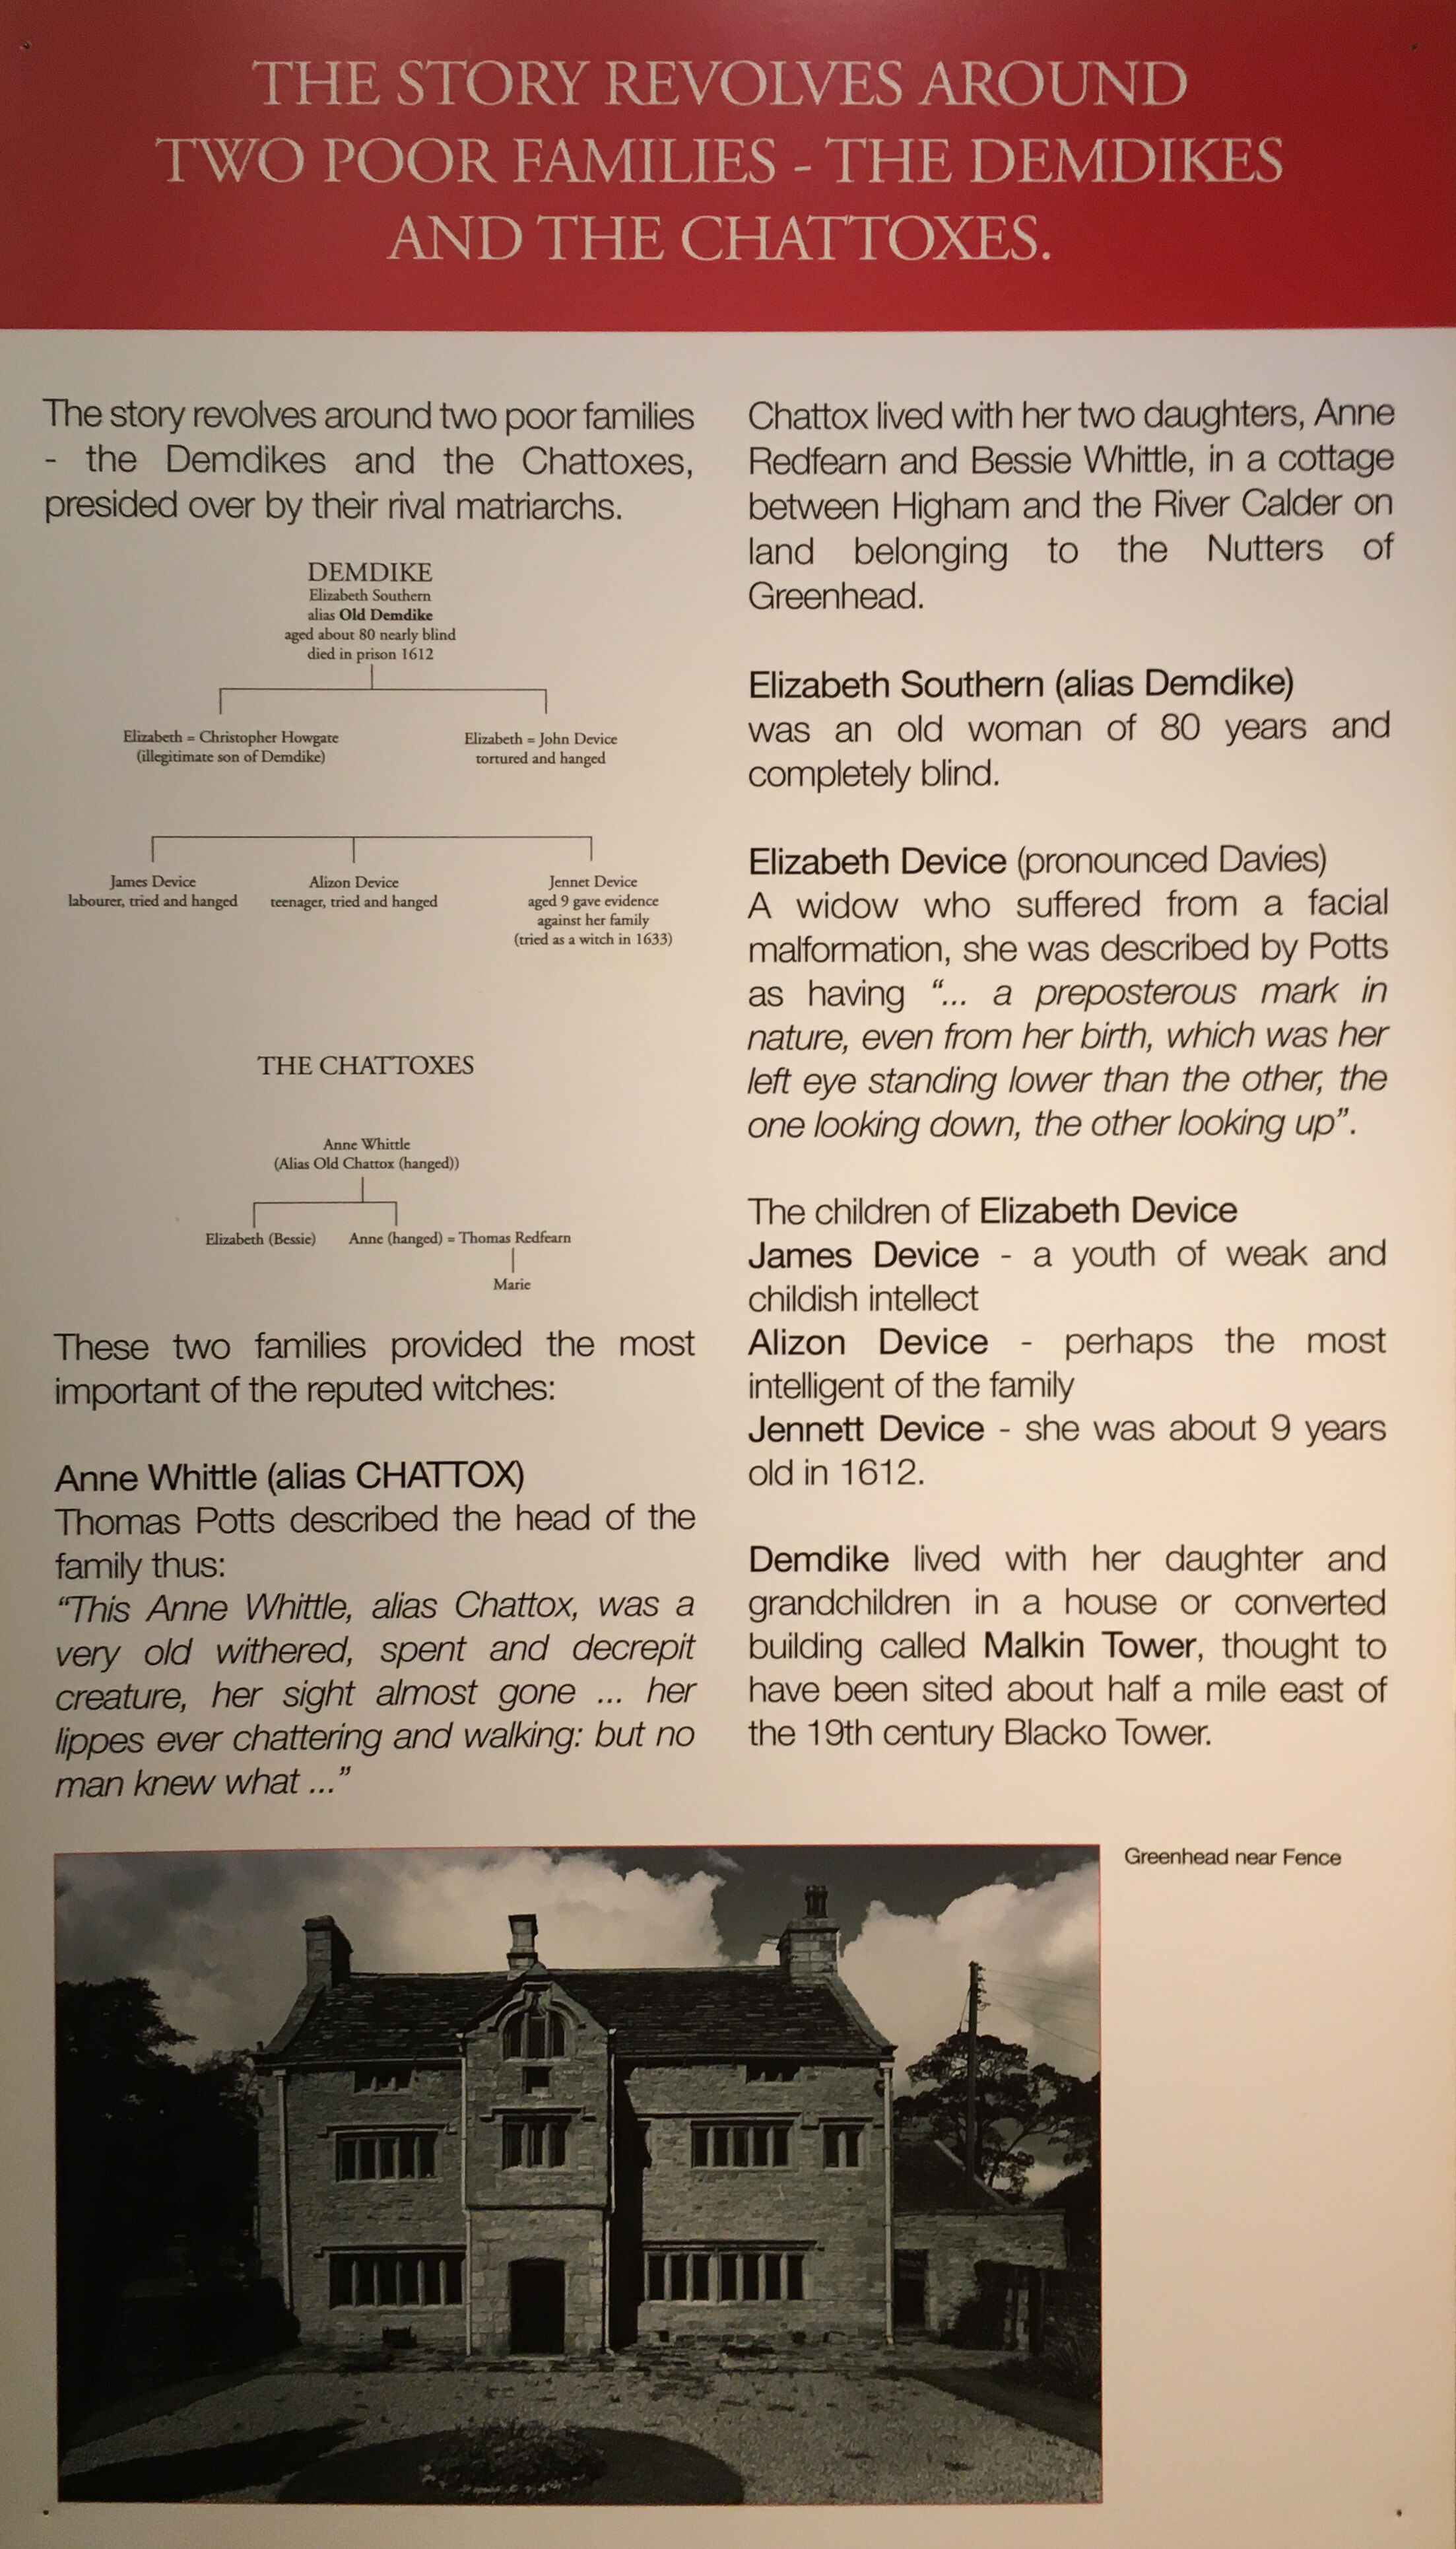 THE STORY REVOLVES AROUND
TWO POOR FAMILIES - THE DEMDIKES
AND THE CHATTOXES.
The story revolves around two poor families
- the Demdikes and the Chattoxes,
presided over by their rival matriarchs.
DEMDIKE
Elizabeth Southern
alias Old Demdike
aged about 80 nearly blind
died in prison 1612
Elizabeth = Christopher Howgate
(illegitimate son of Demdike)
Elizabeth = John Device
tortured and hanged
James Device
labourer, tried and hanged
Alizon Device
teenager, tried and hanged
Jennet Device
aged 9 gave evidence
against her family
(tried as a witch in 1633)
THE CHATTOXES
Anne Whittle
(Alias Old Chattox (hanged))
Elizabeth (Bessie)
Anne (hanged) = Thomas Redfearn
Marie
These two families provided the most
important of the reputed witches:
Anne Whittle (alias CHATTOX)
Thomas Potts described the head of the
family thus:
“This Anne Whittle, alias Chattox, was a
very old withered, spent and decrepit
creature, her sight almost gone ... her
lippes ever chattering and walking: but no
man knew what ...”
Chattox lived with her two daughters, Anne
Redfearn and Bessie Whittle, in a cottage
between Higham and the River Calder on
land belonging to the Nutters of
Greenhead.
Elizabeth Southern (alias Demdike)
was an old woman of 80 years and
completely blind.
Elizabeth Device (pronounced Davies)
A widow who suffered from a facial
malformation, she was described by Potts
as having “... a preposterous mark in
nature, even from her birth, which was her
left eye standing lower than the other, the
one looking down, the other looking up”.
The children of Elizabeth Device
James Device - a youth of weak and
childish intellect
Alizon Device - perhaps the most
intelligent of the family
Jennett Device - she was about 9 years
old in 1612.
Demdike lived with her daughter and
grandchildren in a house or converted
building called Malkin Tower, thought to
have been sited about half a mile east of
the 19th century Blacko Tower.
Greenhead near Fence